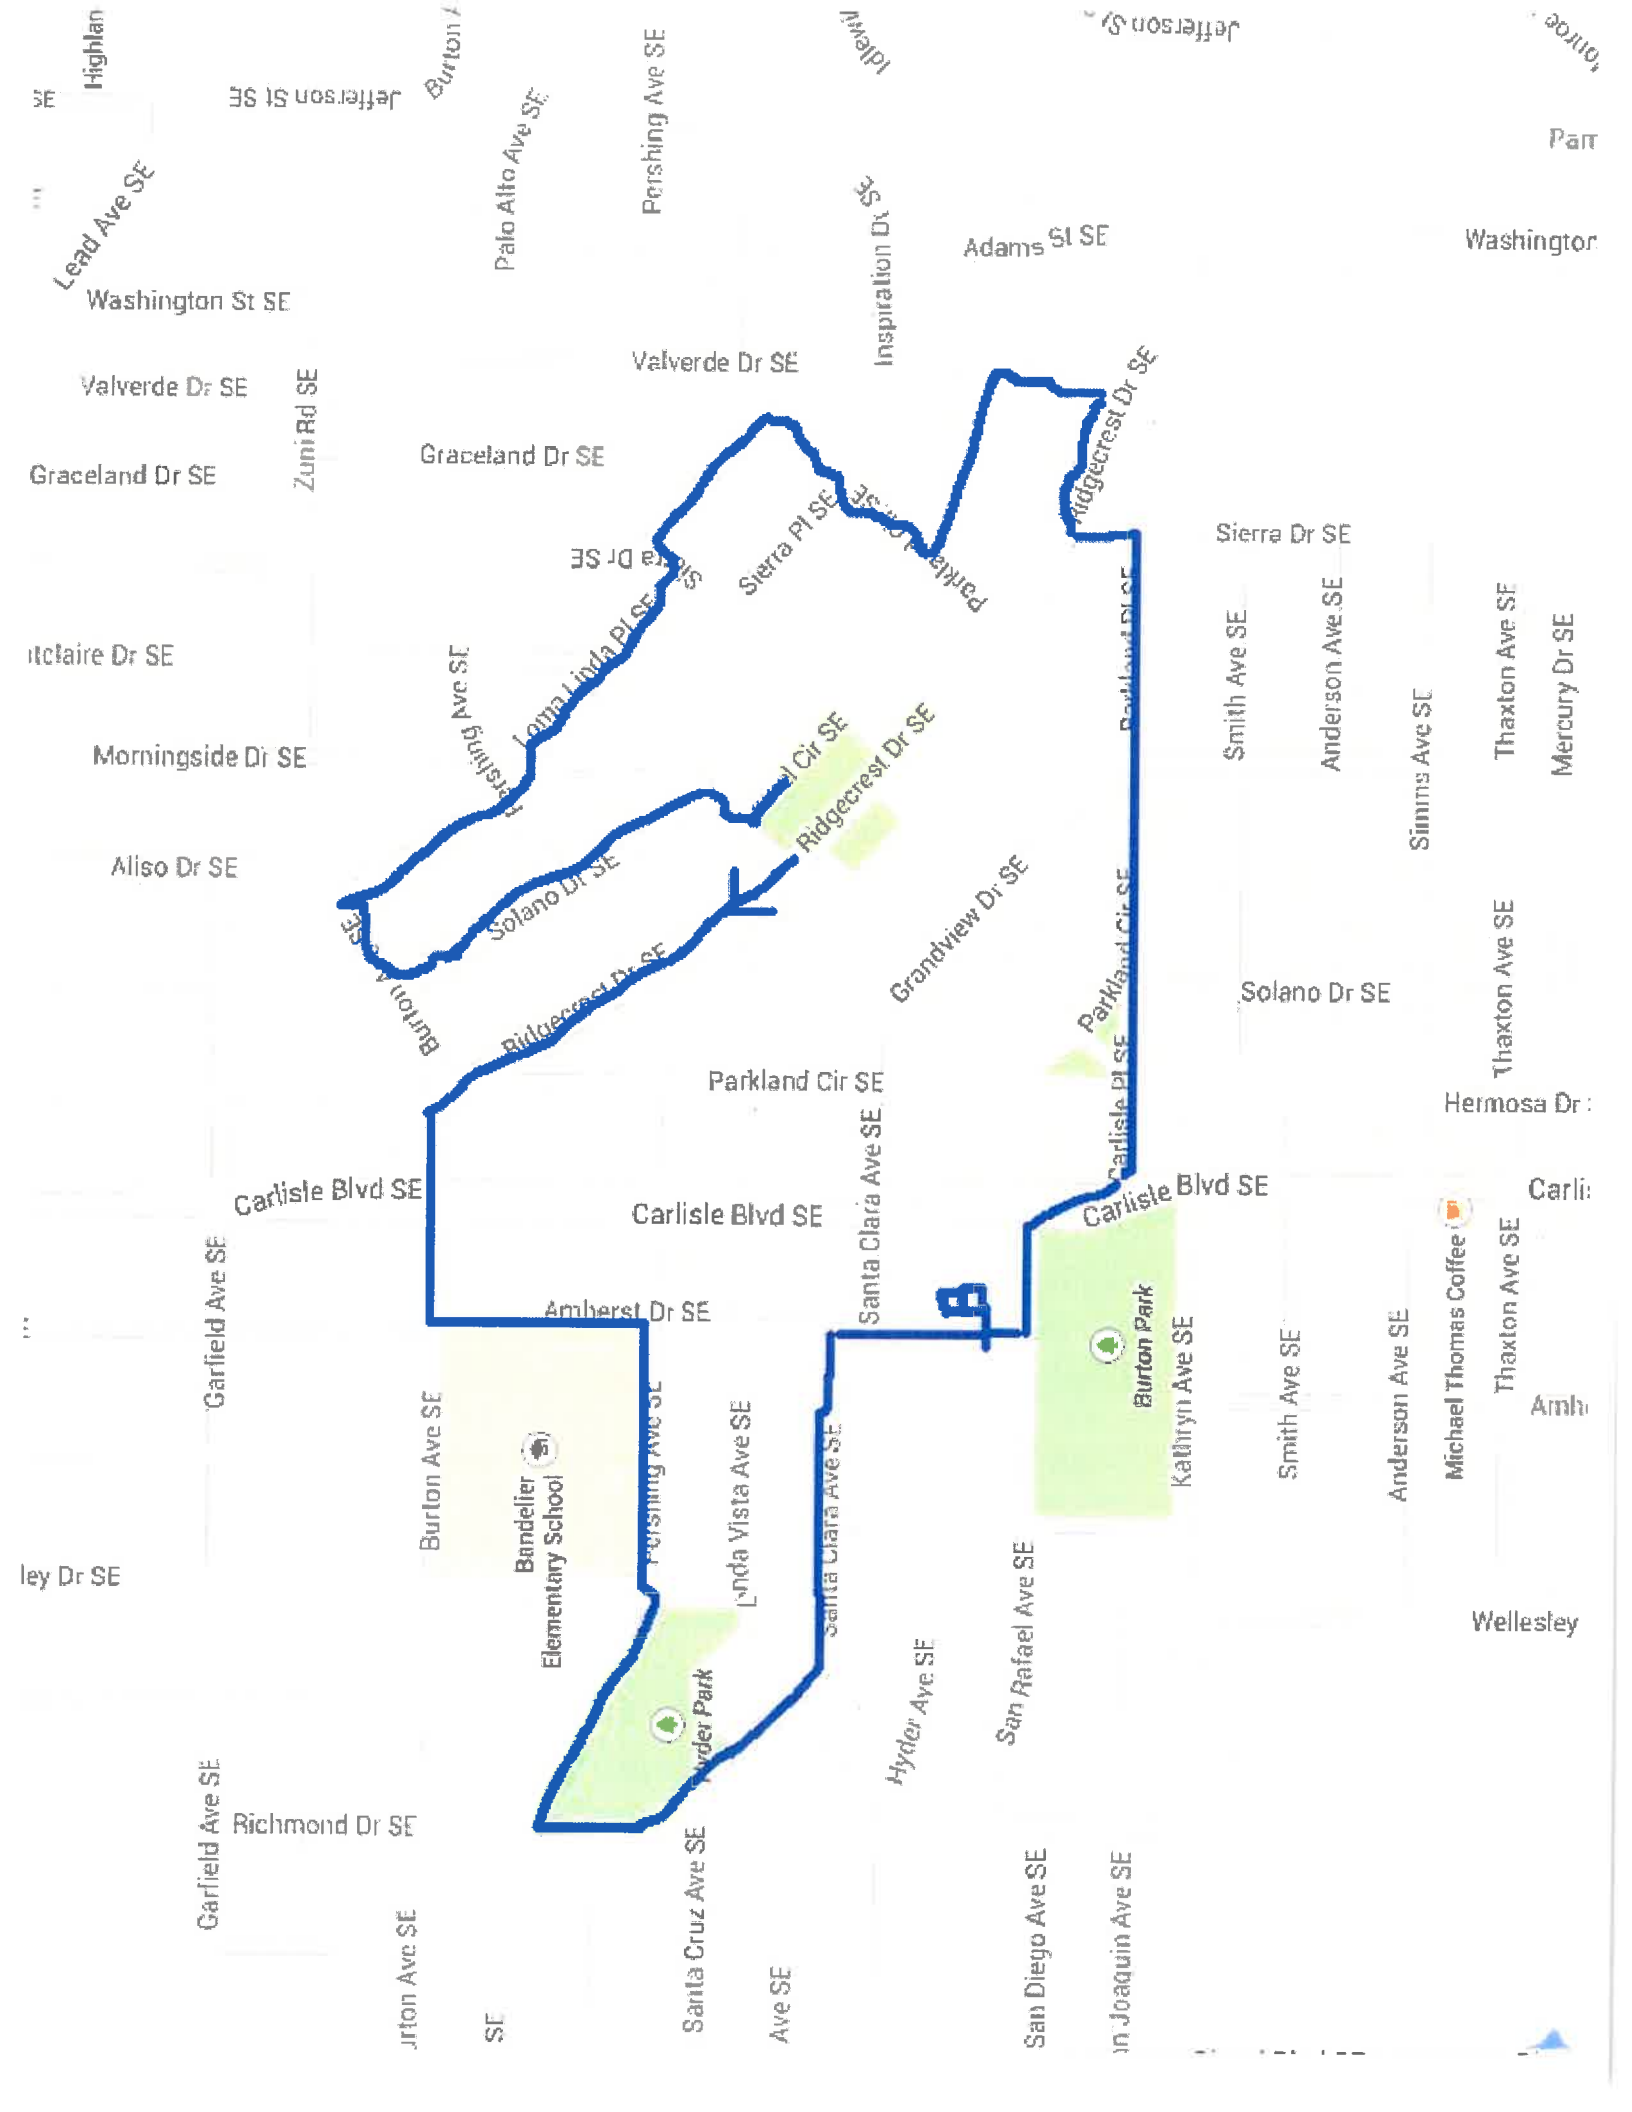 Jefferson St
SE
Jefferson St SE
Pershing Ave SE
Palo Alto Ave SE
Lead Ave SE
Washington St SE
Inspiration Dr SE
Adams St SE
Valverde Dr SE
Valverde Dr SE
Zuni Rd SE
Graceland Dr SE
Graceland Dr SE
Ridgecrest Dr SE
Sierra Pl SE
Sierra Dr SE
Sierra Dr SE
Loma Linda Pl SE
Pershing Ave SE
Parkland Pl SE
Smith Ave SE
Anderson Ave SE
Thaxton Ave SE
Mercury Dr SE
Simms Ave SE
Morningside Dr SE
Cir SE
Ridgecrest Dr SE
Aliso Dr SE
Solano Dr SE
Grandview Dr SE
Parkland Cir SE
Thaxton Ave SE
Solano Dr SE
Burton
Ridgecrest Dr SE
Parkland Cir SE
Santa Clara Ave SE
Carlisle Pl SE
Hermosa Dr
Carlisle Blvd SE
Carlisle Blvd SE
Carlisle Blvd SE
Garfield Ave SE
Amherst Dr SE
Burton Park
Kathryn Ave SE
Smith Ave SE
Anderson Ave SE
Michael Thomas Coffee
Thaxton Ave SE
Burton Ave SE
Bandelier
Elementary School
Pershing Ave SE
Santa Clara Ave SE
San Rafael Ave SE
Wellesley
ley Dr SE
Hyder Park
Hyder Ave SE
Garfield Ave SE
Richmond Dr SE
Santa Cruz Ave SE
San Diego Ave SE
Ave SE
SE